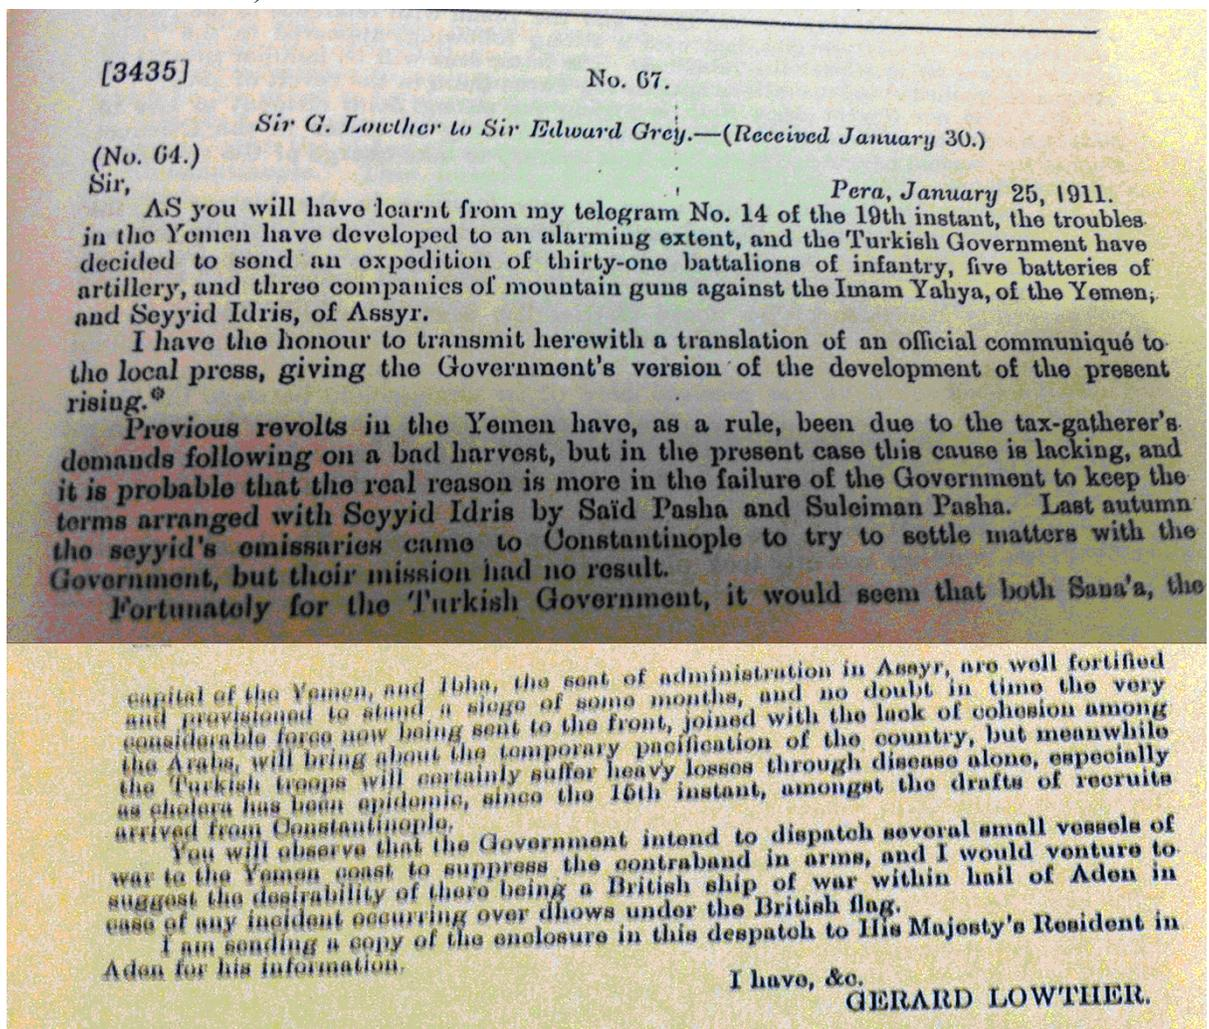 [3435]
No. 67.
Sir G. Lowther to Sir Edward Grey.—(Received January 30.)
(No. 64.)
Sir,
Pera, January 25, 1911.
AS you will have learnt from my telegram No. 14 of the 19th instant, the troubles
in the Yemen have developed to an alarming extent, and the Turkish Government have
decided to send an expedition of thirty-one battalions of infantry, five batteries of
artillery, and three companies of mountain guns against the Imam Yahya, of the Yemen,
and Seyyid Idris, of Assyr.
I have the honour to transmit herewith a translation of an official communiqué to
the local press, giving the Government's version of the development of the present
rising.*
Previous revolts in the Yemen have, as a rule, been due to the tax-gatherer's
demands following on a bad harvest, but in the present case this cause is lacking, and
it is probable that the real reason is more in the failure of the Government to keep the
terms arranged with Seyyid Idris by Saïd Pasha and Suleiman Pasha. Last autumn
the seyyid's emissaries came to Constantinople to try to settle matters with the
Government, but their mission had no result.
Fortunately for the Turkish Government, it would seem that both Sana'a, the
capital of the Yemen, and Ibha, the seat of administration in Assyr, are well fortified
and provisioned to stand a siege of some months, and no doubt in time the very
considerable force now being sent to the front, joined with the lack of cohesion among
the Arabs, will bring about the temporary pacification of the country, but meanwhile
the Turkish troops will certainly suffer heavy losses through disease alone, especially
as cholera has been epidemic, since the 15th instant, amongst the drafts of recruits
arrived from Constantinople.
You will observe that the Government intend to dispatch several small vessels of
war to the Yemen coast to suppress the contraband in arms, and I would venture to
suggest the desirability of there being a British ship of war within hail of Aden in
case of any incident occurring over dhows under the British flag.
I am sending a copy of the enclosure in this despatch to His Majesty's Resident in
Aden for his information.
I have, &c.
GERARD LOWTHER.